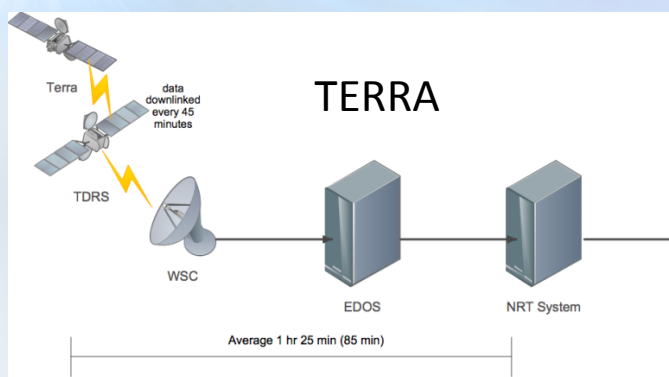 TERRA
Terra
data
downlinked
every 45
minutes
TDRS
WSC
EDOS
NRT System
Average 1 hr 25 min (85 min)